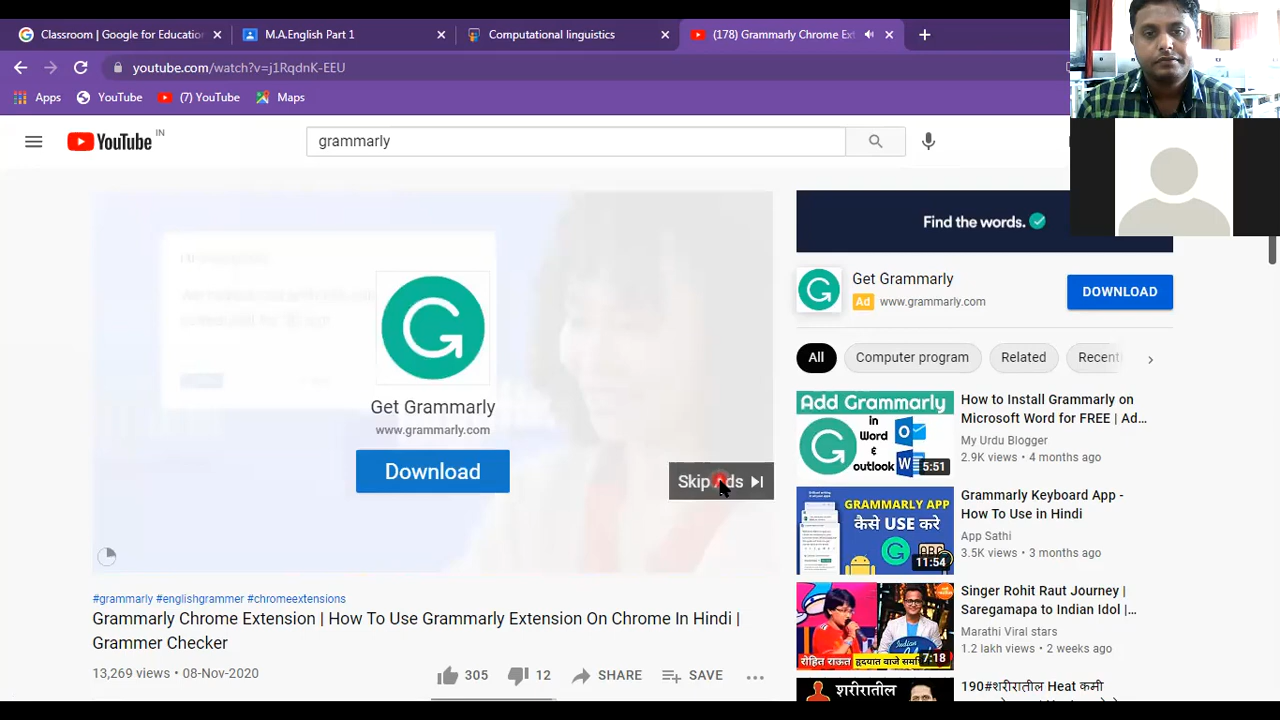 Classroom | Google for Education
M.A.English Part 1
Computational linguistics
(178) Grammarly Chrome Ext
youtube.com/watch?v=j1RqdnK-EEU
Apps
YouTube
(7) YouTube
Maps
YouTube IN
grammarly
Get Grammarly
www.grammarly.com
Download
Skip Ads
#grammarly #englishgrammer #chromeextensions
Grammarly Chrome Extension | How To Use Grammarly Extension On Chrome In Hindi |
Grammer Checker
13,269 views • 08-Nov-2020
305
12
SHARE
SAVE
Find the words.
Get Grammarly
Ad www.grammarly.com
DOWNLOAD
All
Computer program
Related
Recent
Add Grammarly
in
Word
&
outlook
5:51
How to Install Grammarly on
Microsoft Word for FREE | Ad…
My Urdu Blogger
2.9K views • 4 months ago
GRAMMARLY APP
कैसे USE करे
11:54
Grammarly Keyboard App -
How To Use in Hindi
App Sathi
3.5K views • 3 months ago
Indian Idol
रोहित राऊत
7:18
Singer Rohit Raut Journey |
Saregamapa to Indian Idol |…
Marathi Viral stars
1.2 lakh views • 2 weeks ago
शरीरातील
190#शरीरातील Heat कमी